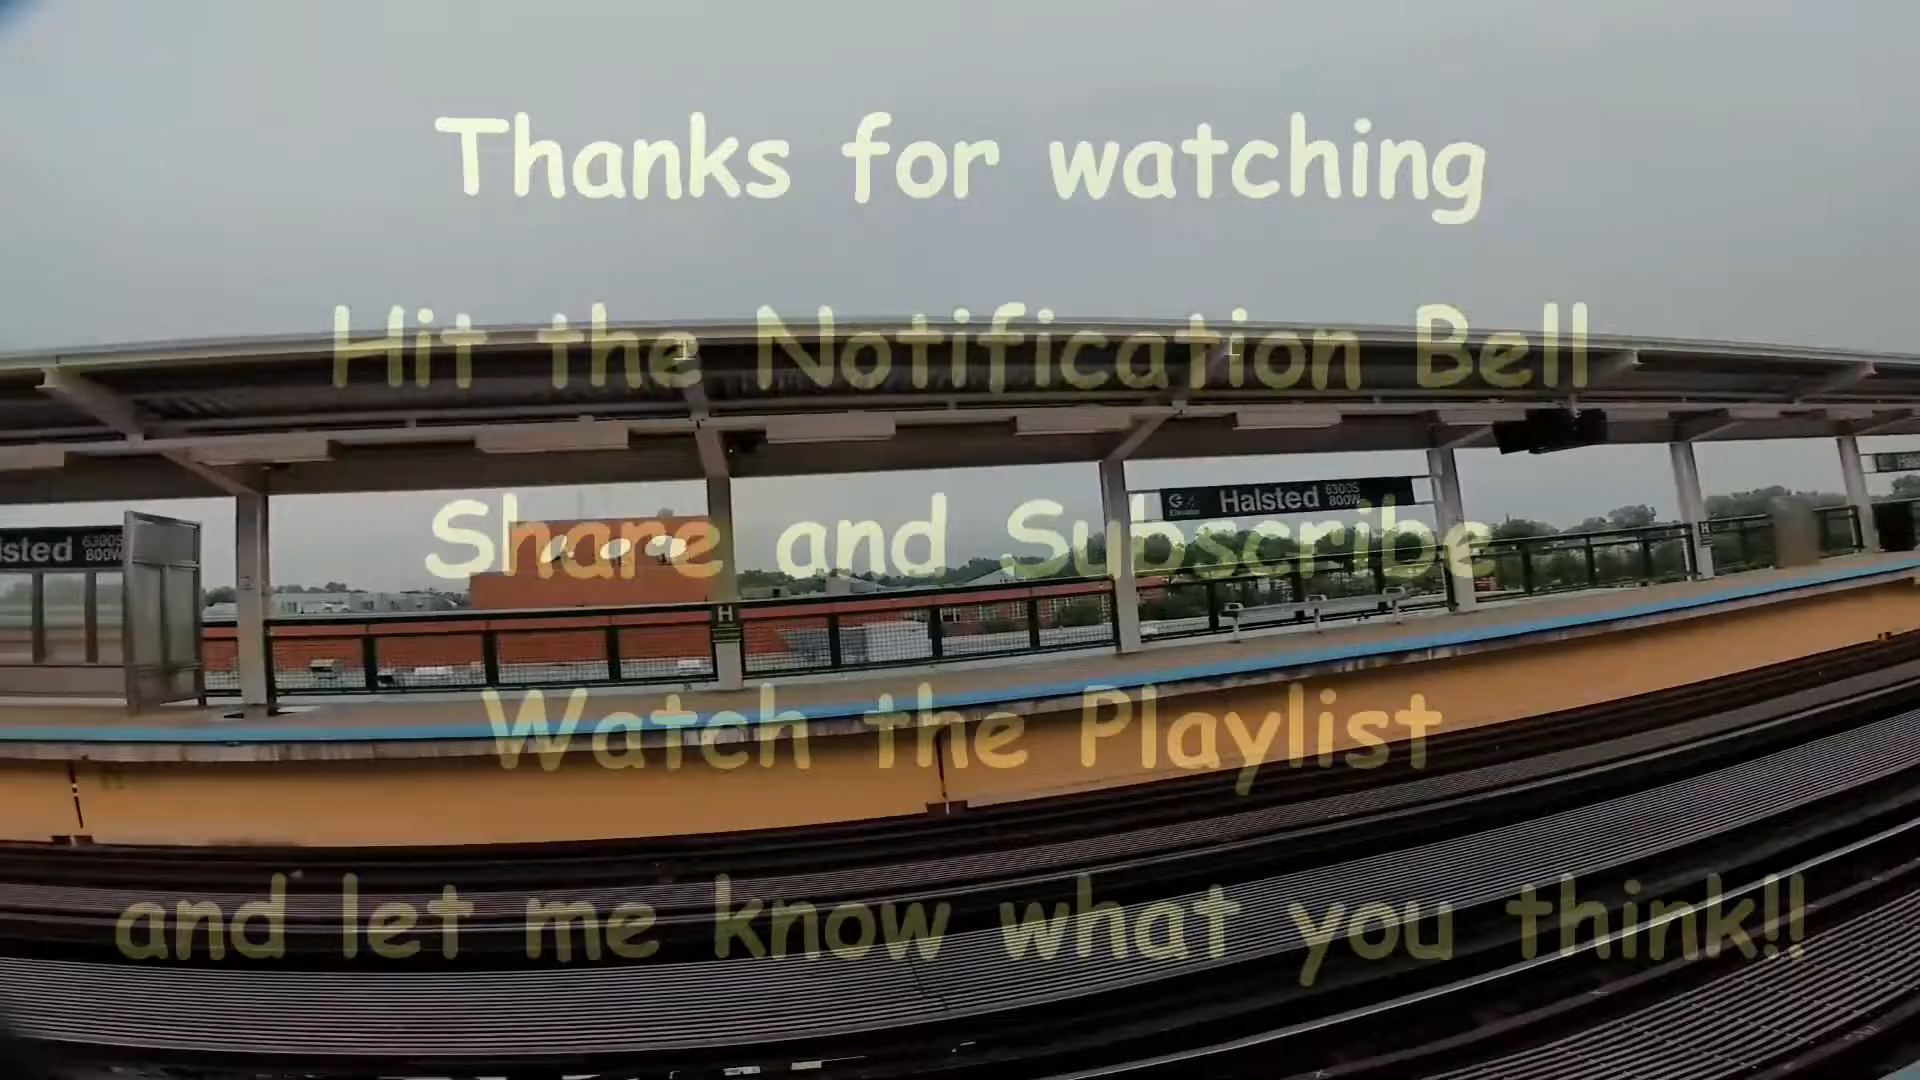 Thanks for watching
Hit the Notification Bell
Halsted 6300S 800W
lsted 6300S 800W
Share and Subscribe
H
H
Watch the Playlist
and let me know what you think!!